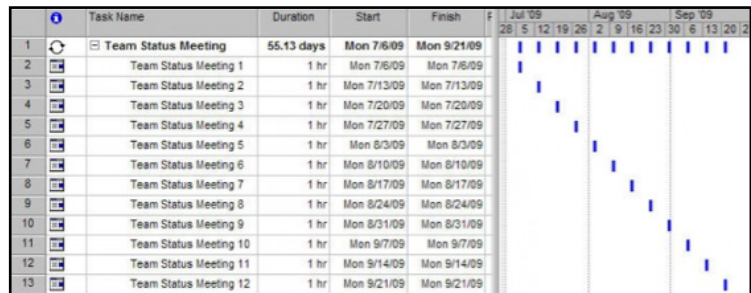 Task Name Duration Start Finish F Jul '09 Aug '09 Sep '09
28 5 12 19 26 2 9 16 23 30 6 13 20 2
1 Team Status Meeting 55.13 days Mon 7/6/09 Mon 9/21/09
2 Team Status Meeting 1 1 hr Mon 7/6/09 Mon 7/6/09
3 Team Status Meeting 2 1 hr Mon 7/13/09 Mon 7/13/09
4 Team Status Meeting 3 1 hr Mon 7/20/09 Mon 7/20/09
5 Team Status Meeting 4 1 hr Mon 7/27/09 Mon 7/27/09
6 Team Status Meeting 5 1 hr Mon 8/3/09 Mon 8/3/09
7 Team Status Meeting 6 1 hr Mon 8/10/09 Mon 8/10/09
8 Team Status Meeting 7 1 hr Mon 8/17/09 Mon 8/17/09
9 Team Status Meeting 8 1 hr Mon 8/24/09 Mon 8/24/09
10 Team Status Meeting 9 1 hr Mon 8/31/09 Mon 8/31/09
11 Team Status Meeting 10 1 hr Mon 9/7/09 Mon 9/7/09
12 Team Status Meeting 11 1 hr Mon 9/14/09 Mon 9/14/09
13 Team Status Meeting 12 1 hr Mon 9/21/09 Mon 9/21/09